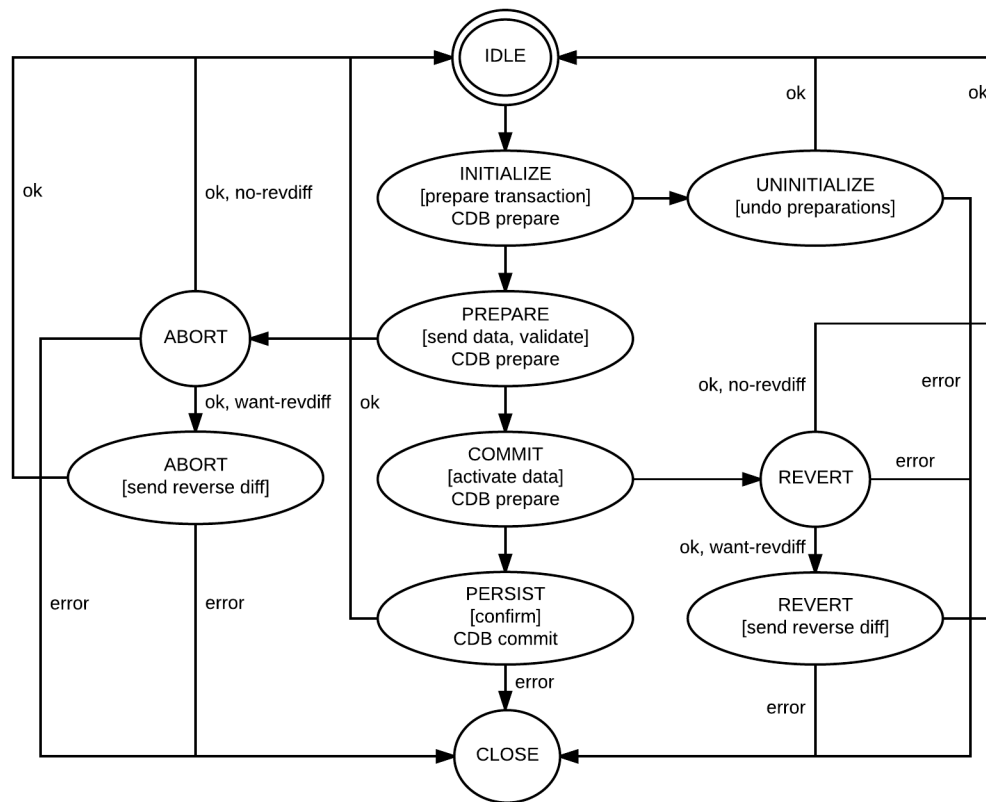 IDLE
ok
ok
INITIALIZE
[prepare transaction]
CDB prepare
UNINITIALIZE
[undo preparations]
ok
ok, no-revdiff
PREPARE
[send data, validate]
CDB prepare
ABORT
ok, no-revdiff
error
ok, want-revdiff
ok
COMMIT
[activate data]
CDB prepare
ABORT
[send reverse diff]
REVERT
error
ok, want-revdiff
PERSIST
[confirm]
CDB commit
REVERT
[send reverse diff]
error
error
error
error
CLOSE